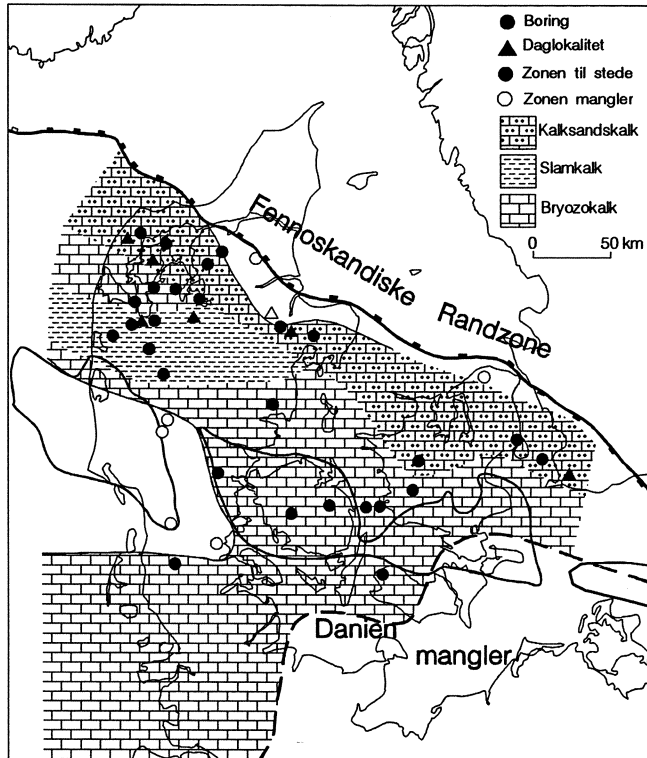 Boring
Daglokalitet
Zonen til stede
Zonen mangler
Kalksandskalk
Slamkalk
Bryozokalk
0 50 km
Fennoskandiske Randzone
Danien
mangler